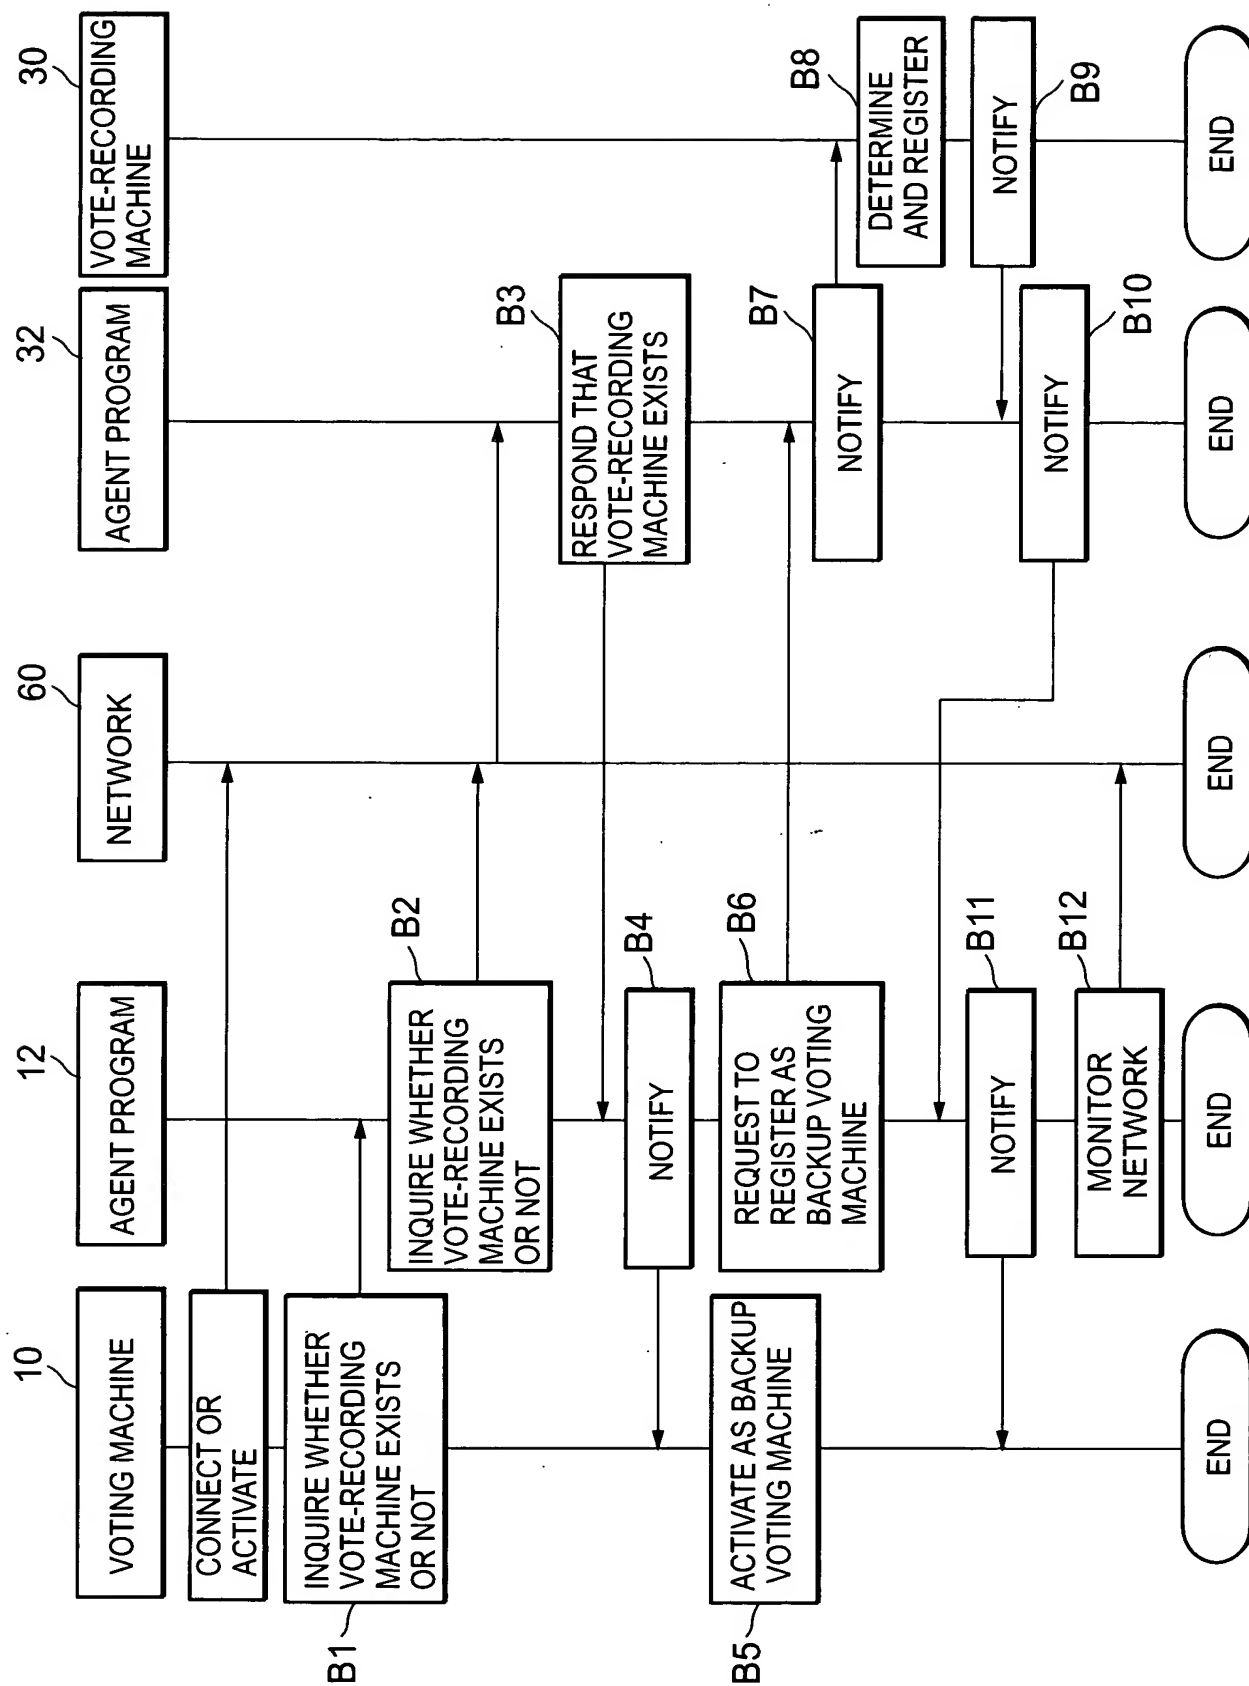 10
VOTING MACHINE
12
AGENT PROGRAM
60
NETWORK
32
AGENT PROGRAM
30
VOTE-RECORDING
MACHINE
CONNECT OR
ACTIVATE
INQUIRE WHETHER
VOTE-RECORDING
MACHINE EXISTS
OR NOT
B1
INQUIRE WHETHER
VOTE-RECORDING
MACHINE EXISTS
OR NOT
B2
RESPOND THAT
VOTE-RECORDING
MACHINE EXISTS
B3
NOTIFY
B4
ACTIVATE AS BACKUP
VOTING MACHINE
B5
REQUEST TO
REGISTER AS
BACKUP VOTING
MACHINE
B6
NOTIFY
B7
DETERMINE
AND REGISTER
B8
NOTIFY
B9
NOTIFY
B10
NOTIFY
B11
MONITOR
NETWORK
B12
END
END
END
END
END